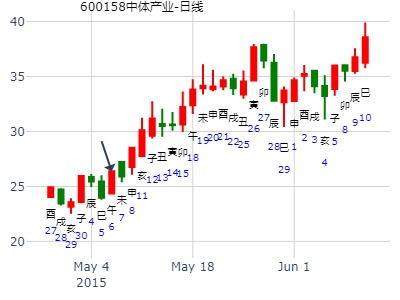 600158中体产业-日线
40
35
30
25
20
酉 戌 亥 子 辰 巳 午 未 申 亥 子 丑 寅 卯 午 未 申 酉 戌 丑 寅 卯 辰 巳 申 酉 戌 亥 子 卯 辰 巳
27 28 29 30 4 5 6 7 8 11 12 13 14 15 18 19 20 21 22 25 26 27 28 29 1 2 3 4 5 8 9 10
May 4 May 18 Jun 1
2015